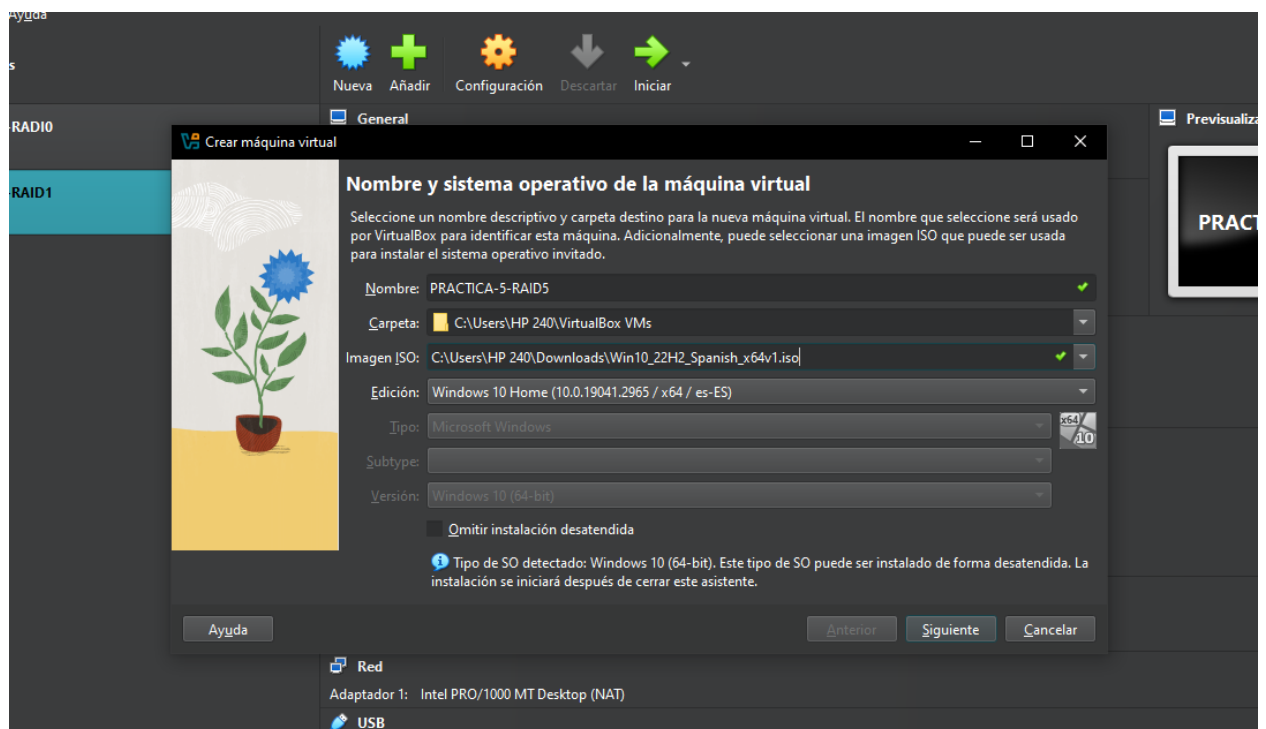 Ayuda
s
Nueva Añadir Configuración Descartar Iniciar
-RADI0
General
Previsualiza
Crear máquina virtual
-RAID1
Nombre y sistema operativo de la máquina virtual
Seleccione un nombre descriptivo y carpeta destino para la nueva máquina virtual. El nombre que seleccione será usado
por VirtualBox para identificar esta máquina. Adicionalmente, puede seleccionar una imagen ISO que puede ser usada
para instalar el sistema operativo invitado.
PRACT
Nombre: PRACTICA-5-RAID5
Carpeta: C:\Users\HP 240\VirtualBox VMs
Imagen ISO: C:\Users\HP 240\Downloads\Win10_22H2_Spanish_x64v1.iso
Edición: Windows 10 Home (10.0.19041.2965 / x64 / es-ES)
Tipo: Microsoft Windows
x64
10
Subtype:
Versión: Windows 10 (64-bit)
Omitir instalación desatendida
Tipo de SO detectado: Windows 10 (64-bit). Este tipo de SO puede ser instalado de forma desatendida. La
instalación se iniciará después de cerrar este asistente.
Ayuda Anterior Siguiente Cancelar
Red
Adaptador 1: Intel PRO/1000 MT Desktop (NAT)
USB